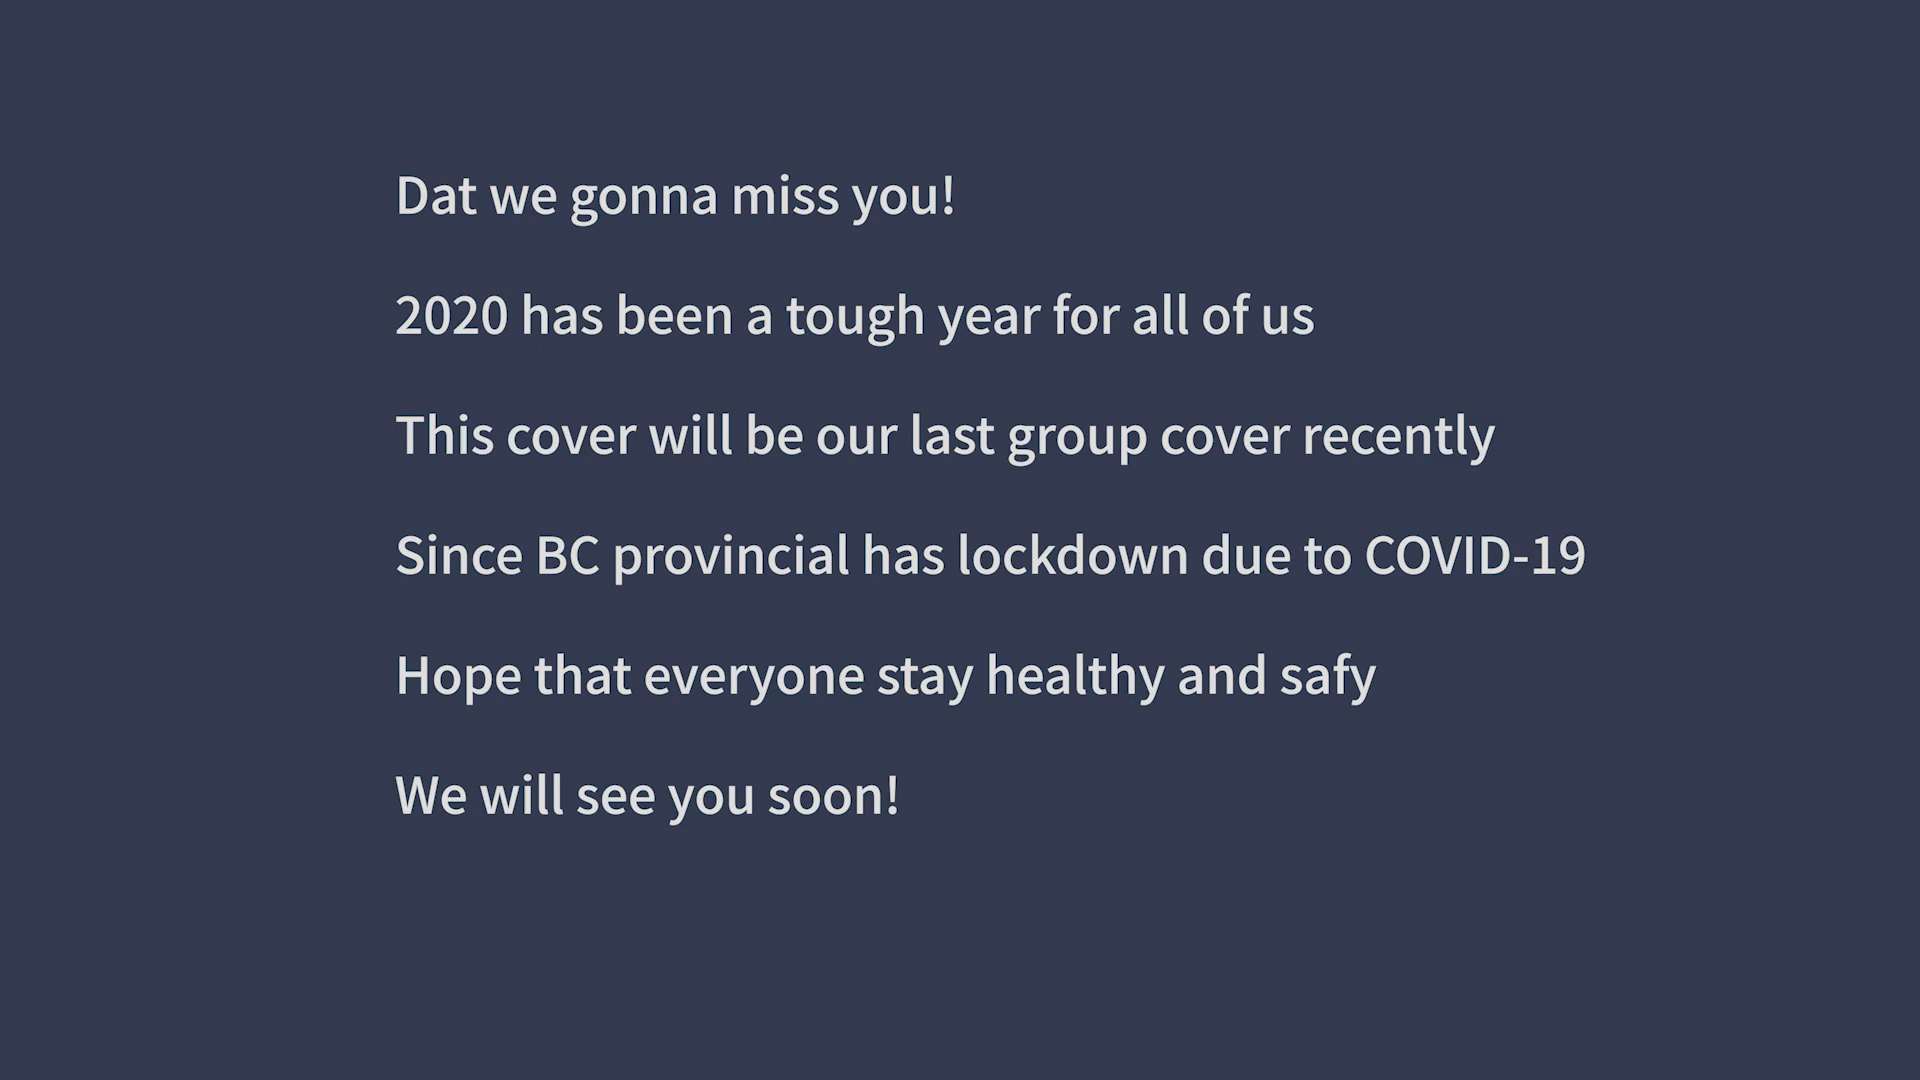 Dat we gonna miss you!
2020 has been a tough year for all of us
This cover will be our last group cover recently
Since BC provincial has lockdown due to COVID-19
Hope that everyone stay healthy and safy
We will see you soon!